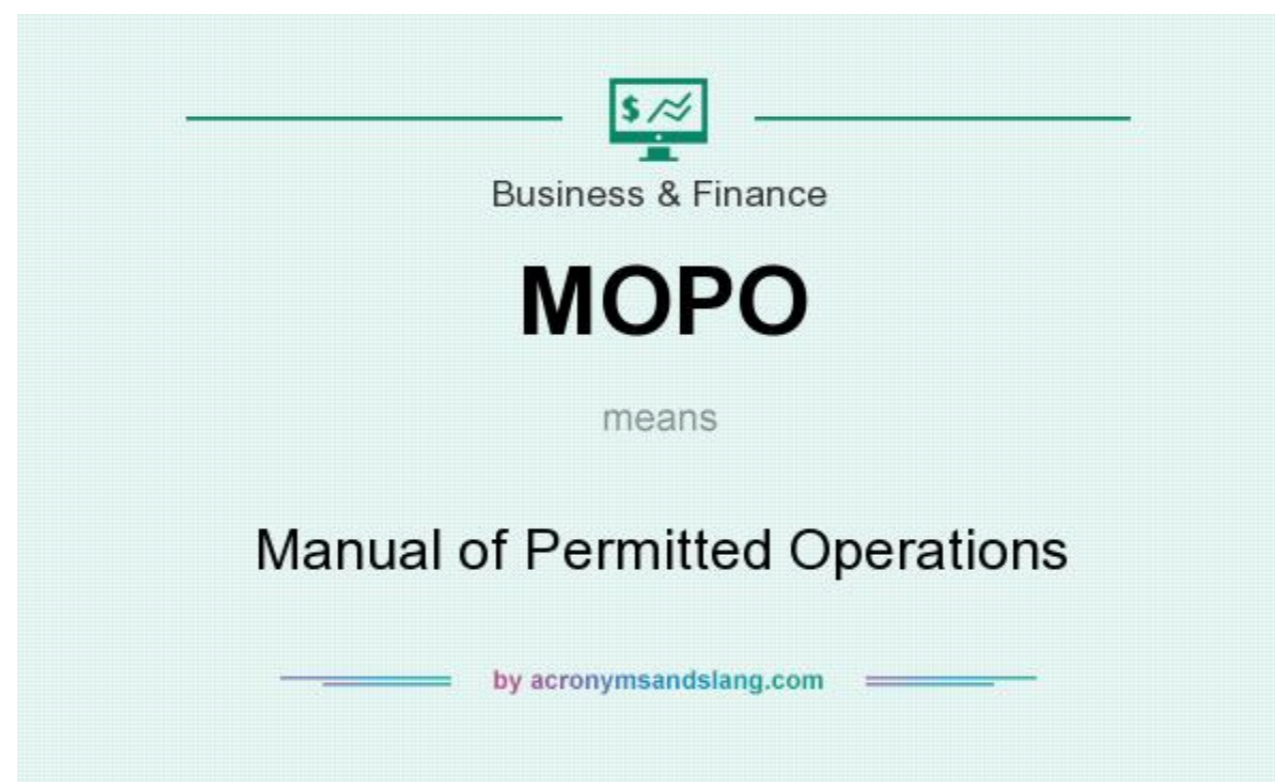 $
Business & Finance
MOPO
means
Manual of Permitted Operations
by acronymsandslang.com